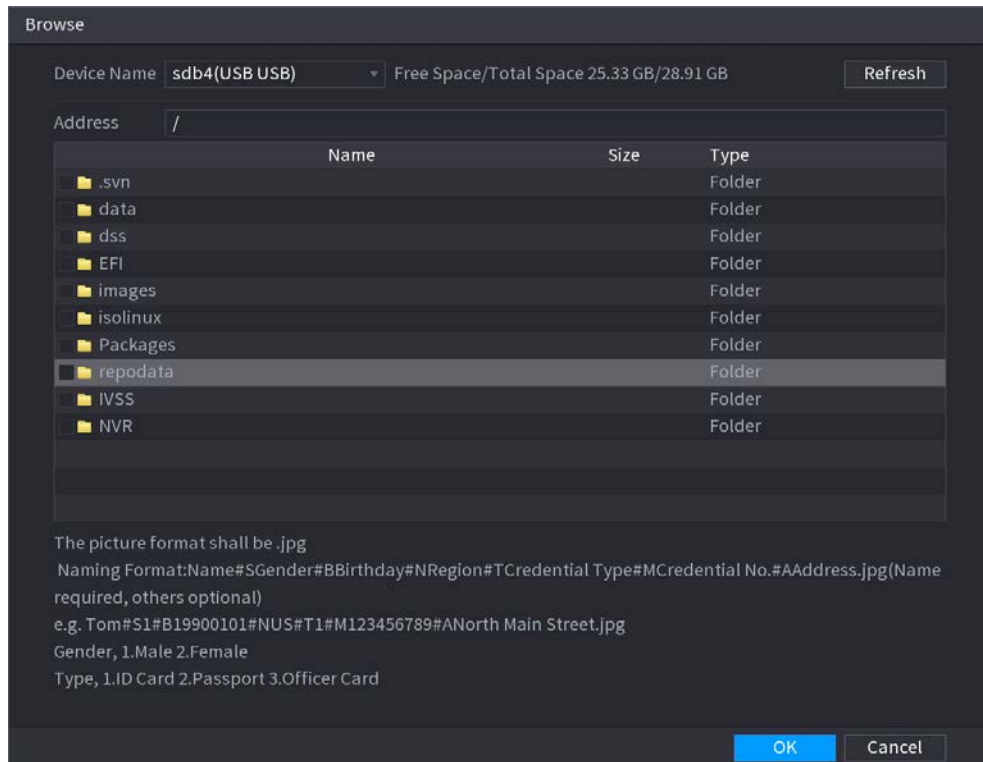 Browse
Device Name sdb4(USB USB) Free Space/Total Space 25.33 GB/28.91 GB Refresh
Address /
Name Size Type
.svn Folder
data Folder
dss Folder
EFI Folder
images Folder
isolinux Folder
Packages Folder
repodata Folder
IVSS Folder
NVR Folder
The picture format shall be .jpg
Naming Format:Name#SGender#BBirthday#NRegion#TCredential Type#MCredential No.#AAddress.jpg(Name
required, others optional)
e.g. Tom#S1#B19900101#NUS#T1#M123456789#ANorth Main Street.jpg
Gender, 1.Male 2.Female
Type, 1.ID Card 2.Passport 3.Officer Card
OK Cancel